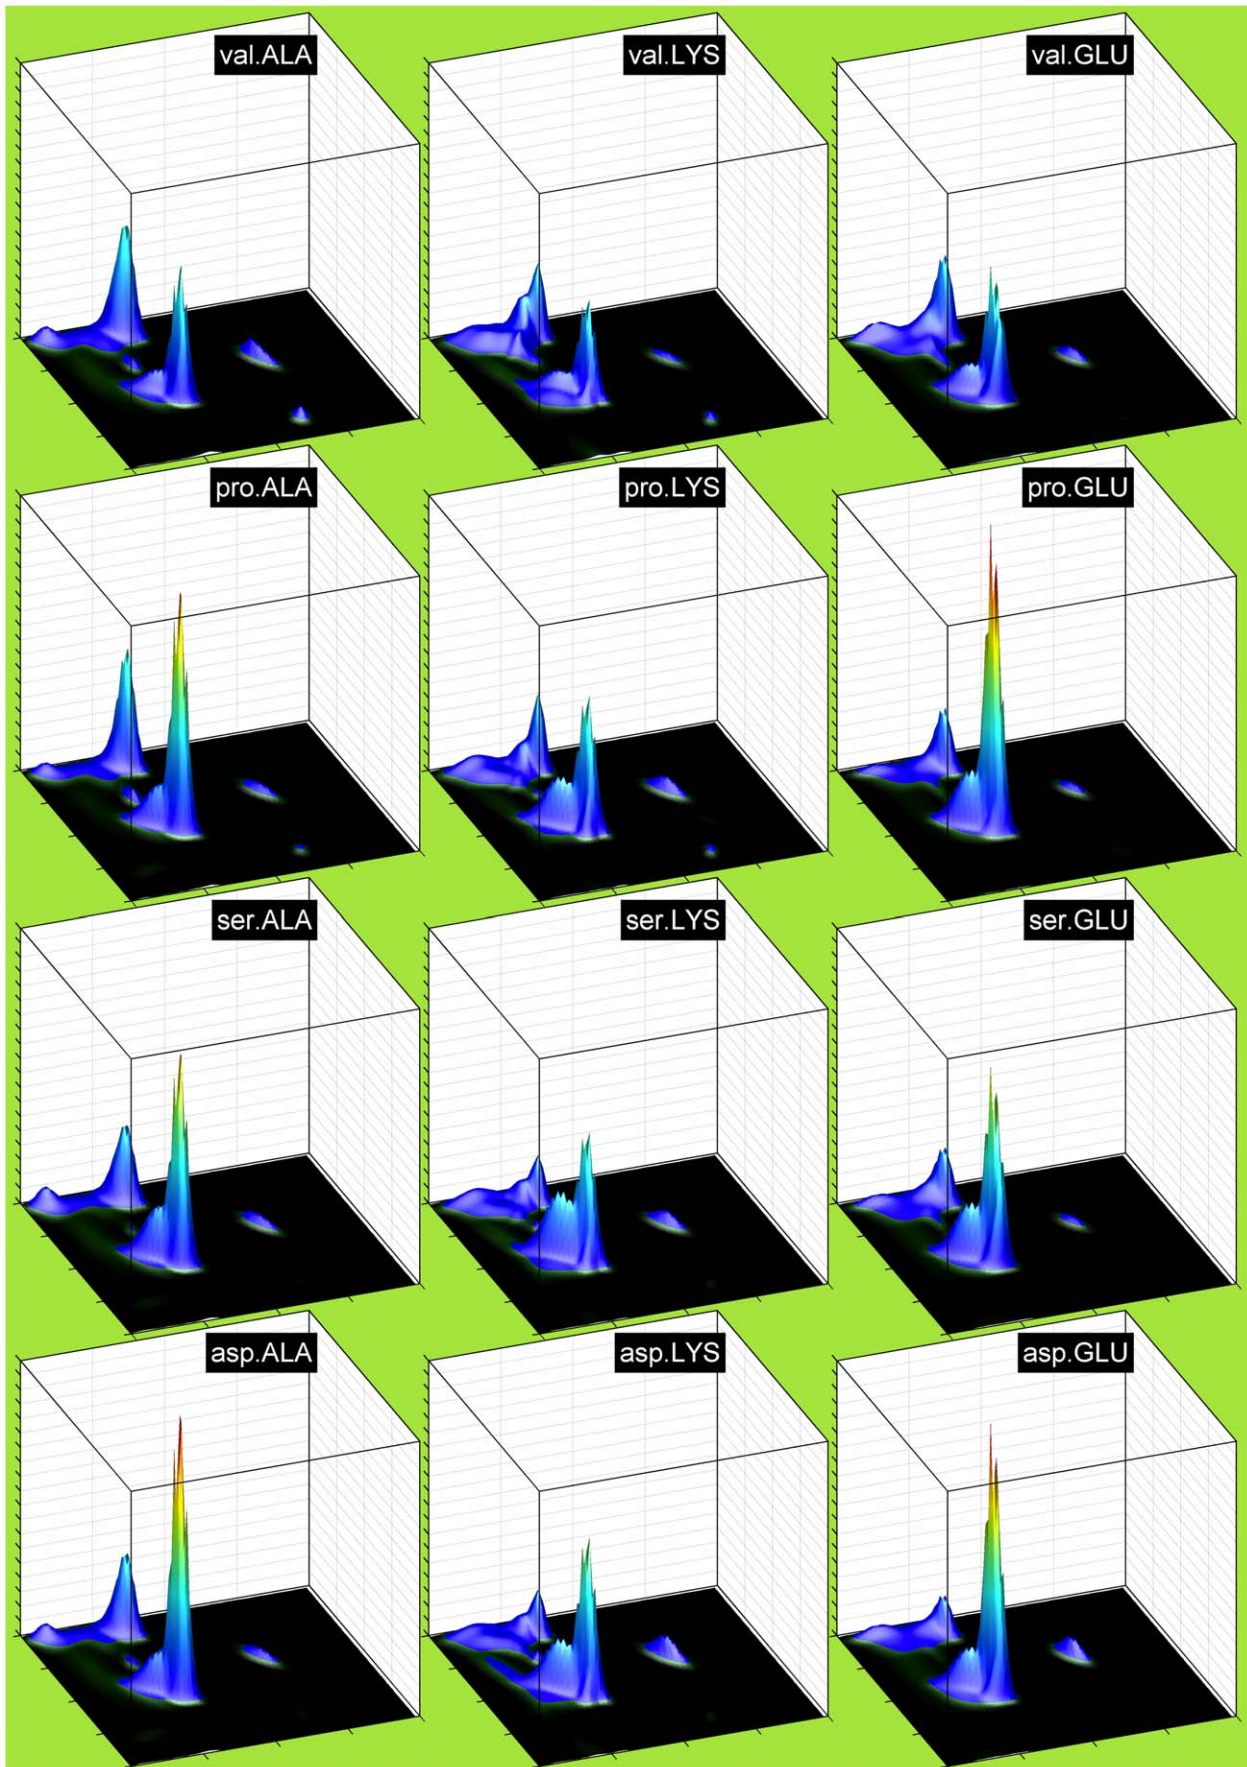 val.ALA
val.LYS
val.GLU
pro.ALA
pro.LYS
pro.GLU
ser.ALA
ser.LYS
ser.GLU
asp.ALA
asp.LYS
asp.GLU